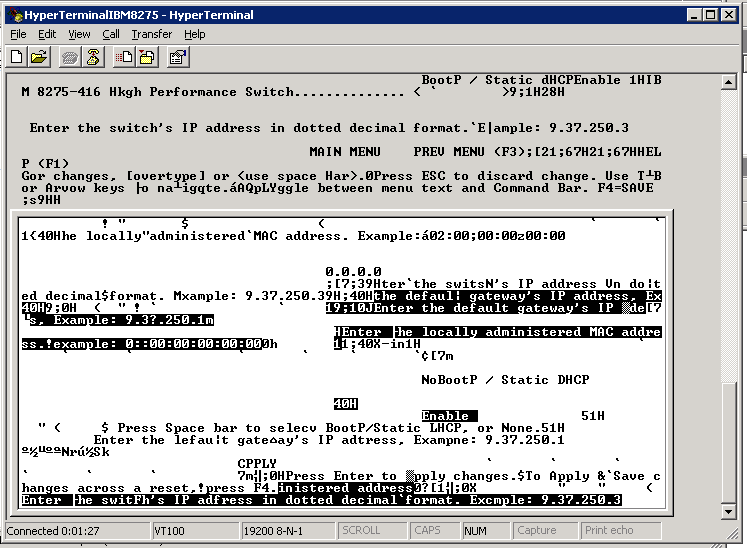 HyperTerminalIBM8275 - HyperTerminal
File Edit View Call Transfer Help
BootP / Static dHCPEnable 1HIB
M 8275-416 Hkgh Performance Switch.............. < ` >9;1H28H
Enter the switch's IP address in dotted decimal format.`E|ample: 9.37.250.3
MAIN MENU PREV MENU (F3);[21;67H21;67HHEL
P (F1)
Gor changes, [overtype] or <use space Har>.0Press ESC to discard change. Use T┴B
or Arvow keys ├o na┴igqte.áAQpLYggle between menu text and Command Bar. F4=SAVE
;s9HH
! " $ ( ` `
1{40Hhe locally"administered`MAC address. Example:á02:00;00:00z00:00
0.0.0.0
;[7;39Hter`the switsN's IP address Vn do¦t
ed decimal$format. Mxample: 9.37.250.39H;40Hthe defaul¦ gateway's IP address, Ex
40H9;0H ( " ! ` 19;10JEnter the default gateway's IP ▒de[7
s, Example: 9.3?.250.1m
HEnter ├he locally administered MAC addre
ss.!example: 0::00:00:00:00:00h 11;40X-in1H
` ` ` ` ` ¢[7m
NoBootP / Static DHCP
40H
Enable 51H
" ( $ Press Space bar to selecv BootP/Static LHCP, or None.51H
Enter the lefau¦t gate△ay's IP adtress, Exampne: 9.37.250.1
º½ᵘºªNrú½Sk
CPPLY ` ` `
` ` ` 7m¦¦;0HPress Enter to ▒pply changes.$To Apply &`Save c
hanges across a reset,!press F4.inistered address0?[1¦¦;0X " " (
Enter ├he switFh's IP adfress in dotted decimal`format. Excmple: 9.37.250.3
Connected 0:01:27 VT100 19200 8-N-1 SCROLL CAPS NUM Capture Print echo